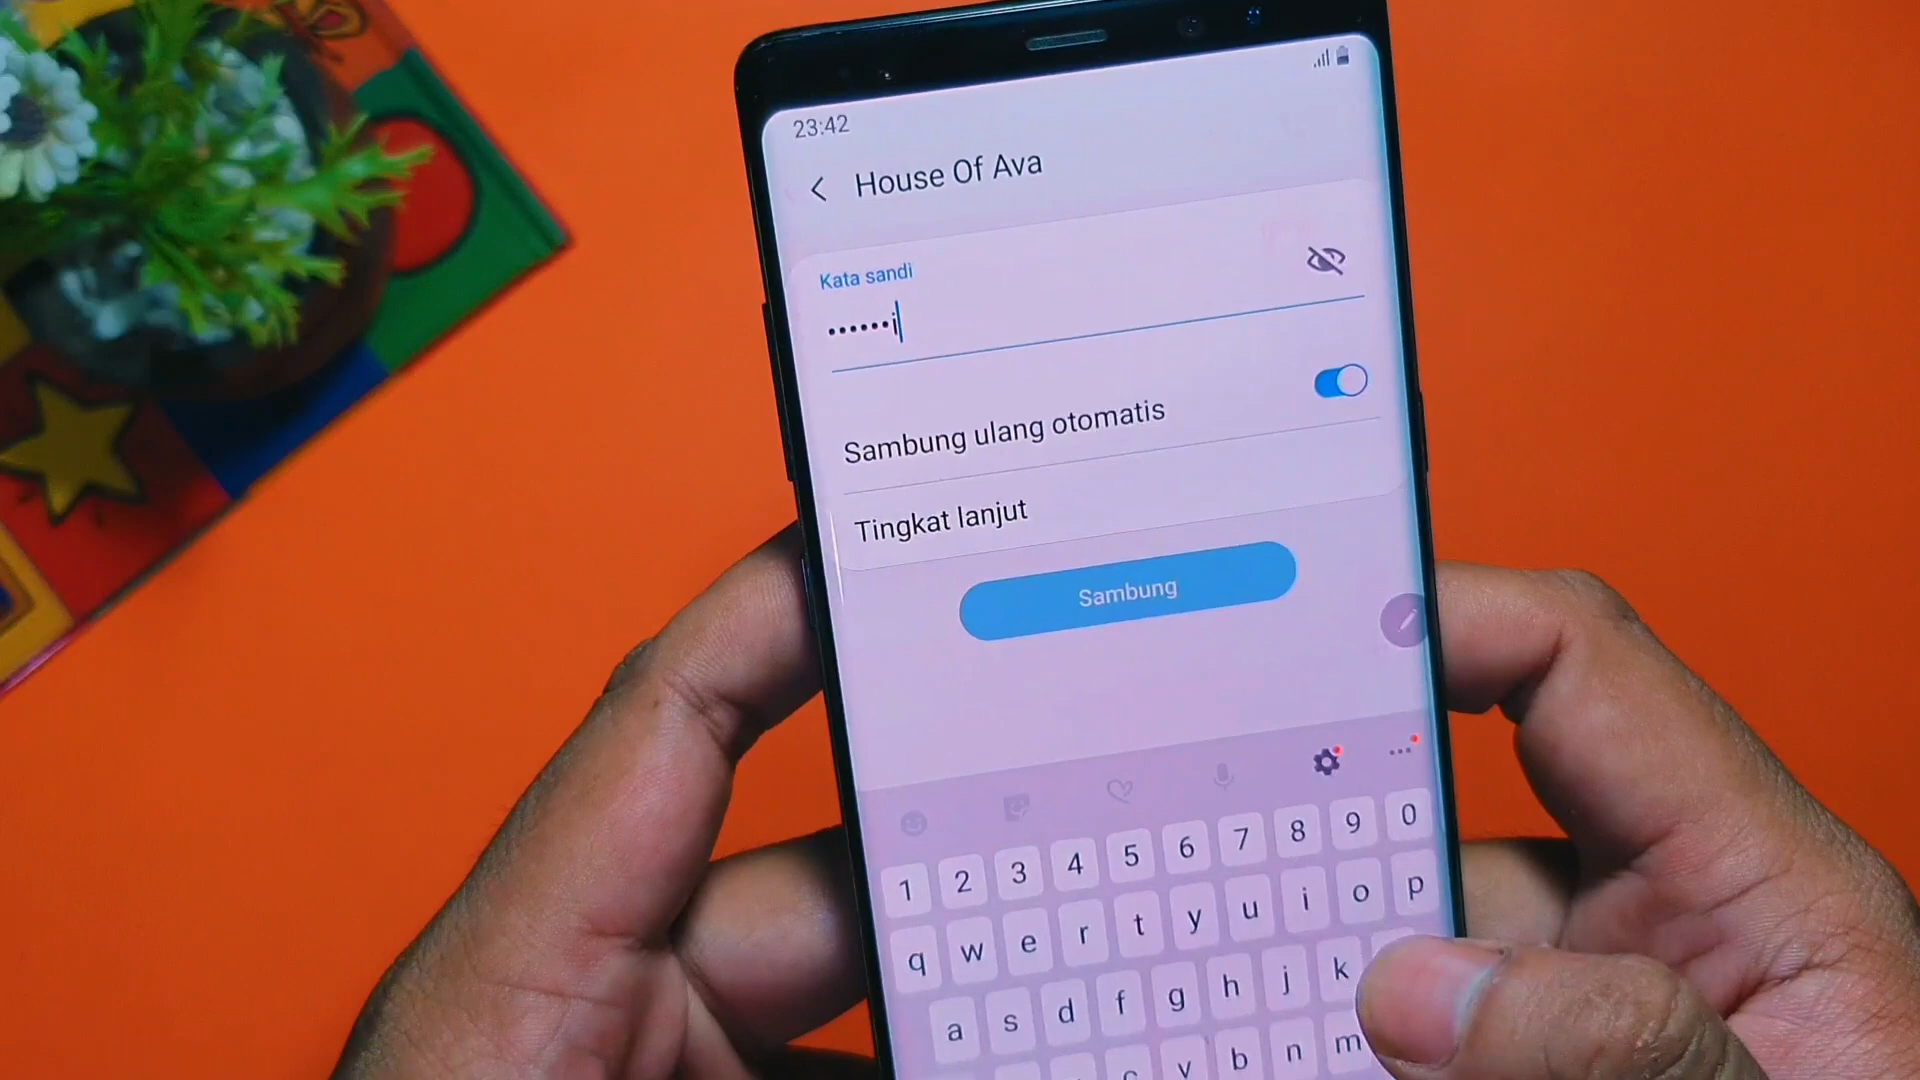 23:42
House Of Ava
Kata sandi
••••••i
Sambung ulang otomatis
Tingkat lanjut
Sambung
1 2 3 4 5 6 7 8 9 0
q w e r t y u i o p
a s d f g h j k
c v b n m